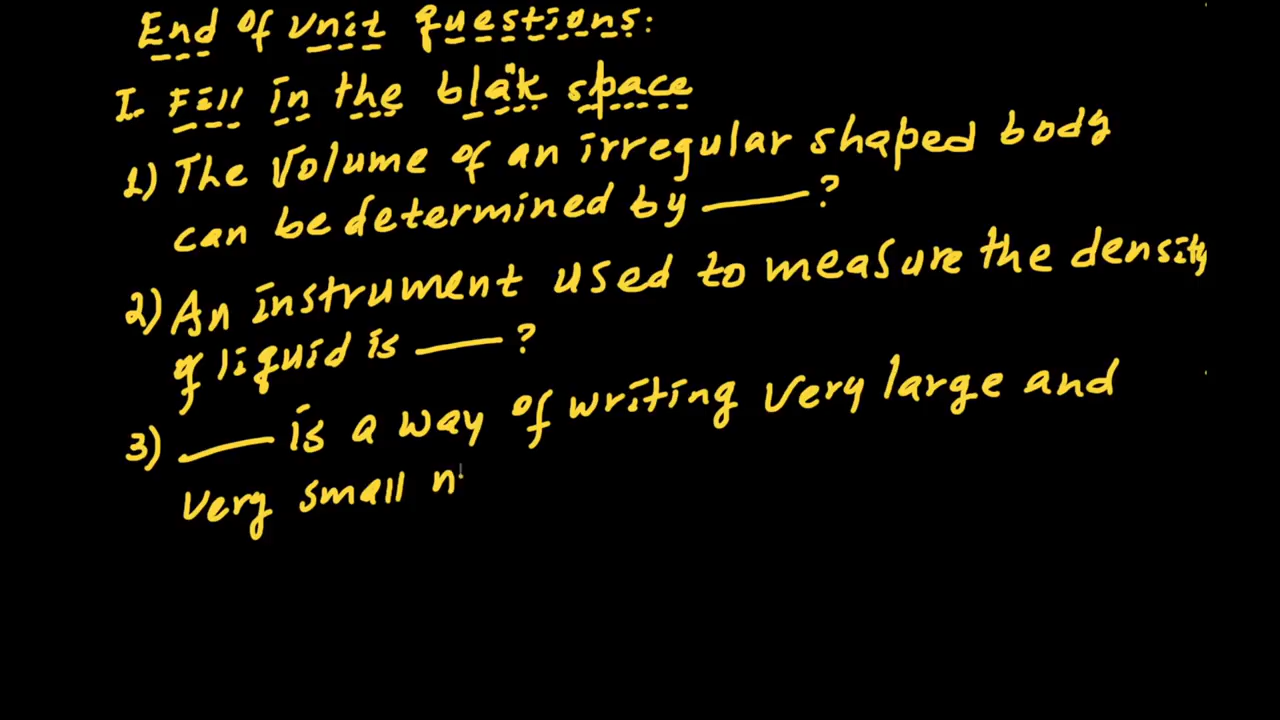 End of unit questions:
I. Fill in the blank space
1) The volume of an irregular shaped body
can be determined by ____?
2) An instrument used to measure the density
of liquid is ____?
3) ____ is a way of writing very large and
very small n